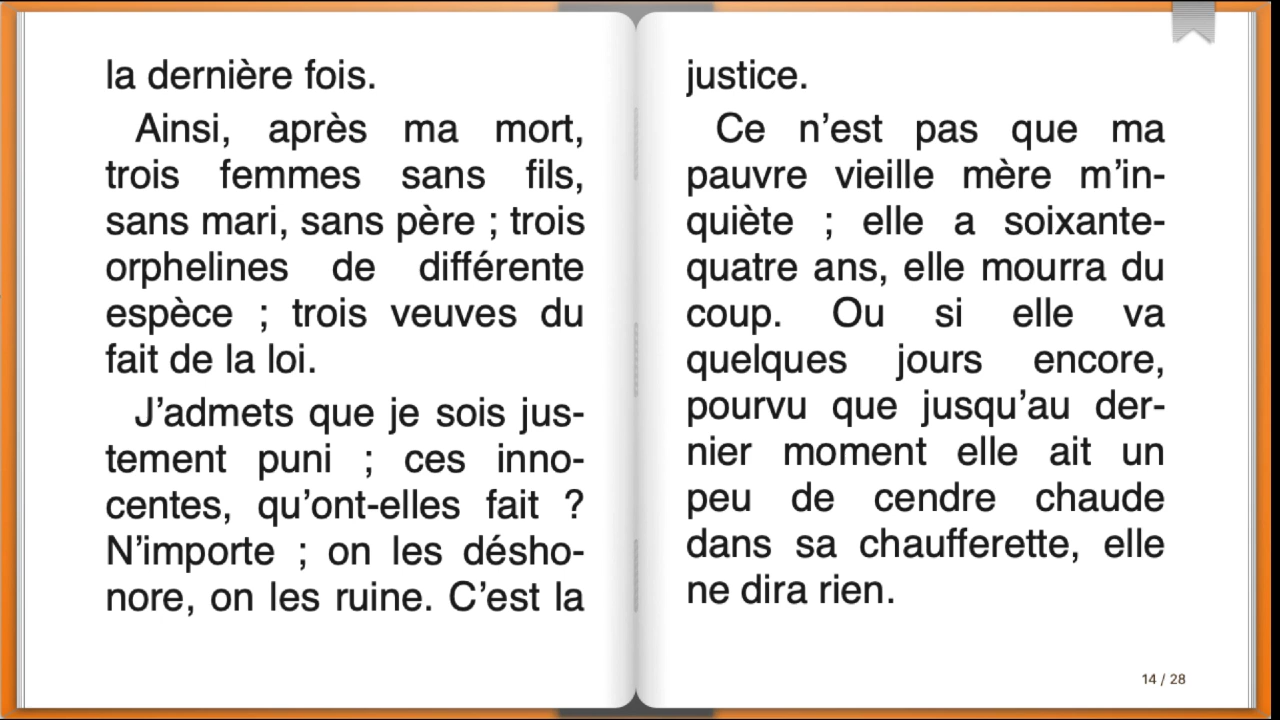 la dernière fois.
Ainsi, après ma mort,
trois femmes sans fils,
sans mari, sans père ; trois
orphelines de différente
espèce ; trois veuves du
fait de la loi.
J’admets que je sois jus-
tement puni ; ces inno-
centes, qu’ont-elles fait ?
N’importe ; on les désho-
nore, on les ruine. C’est la
justice.
Ce n’est pas que ma
pauvre vieille mère m’in-
quiète ; elle a soixante-
quatre ans, elle mourra du
coup. Ou si elle va
quelques jours encore,
pourvu que jusqu’au der-
nier moment elle ait un
peu de cendre chaude
dans sa chaufferette, elle
ne dira rien.
14 / 28